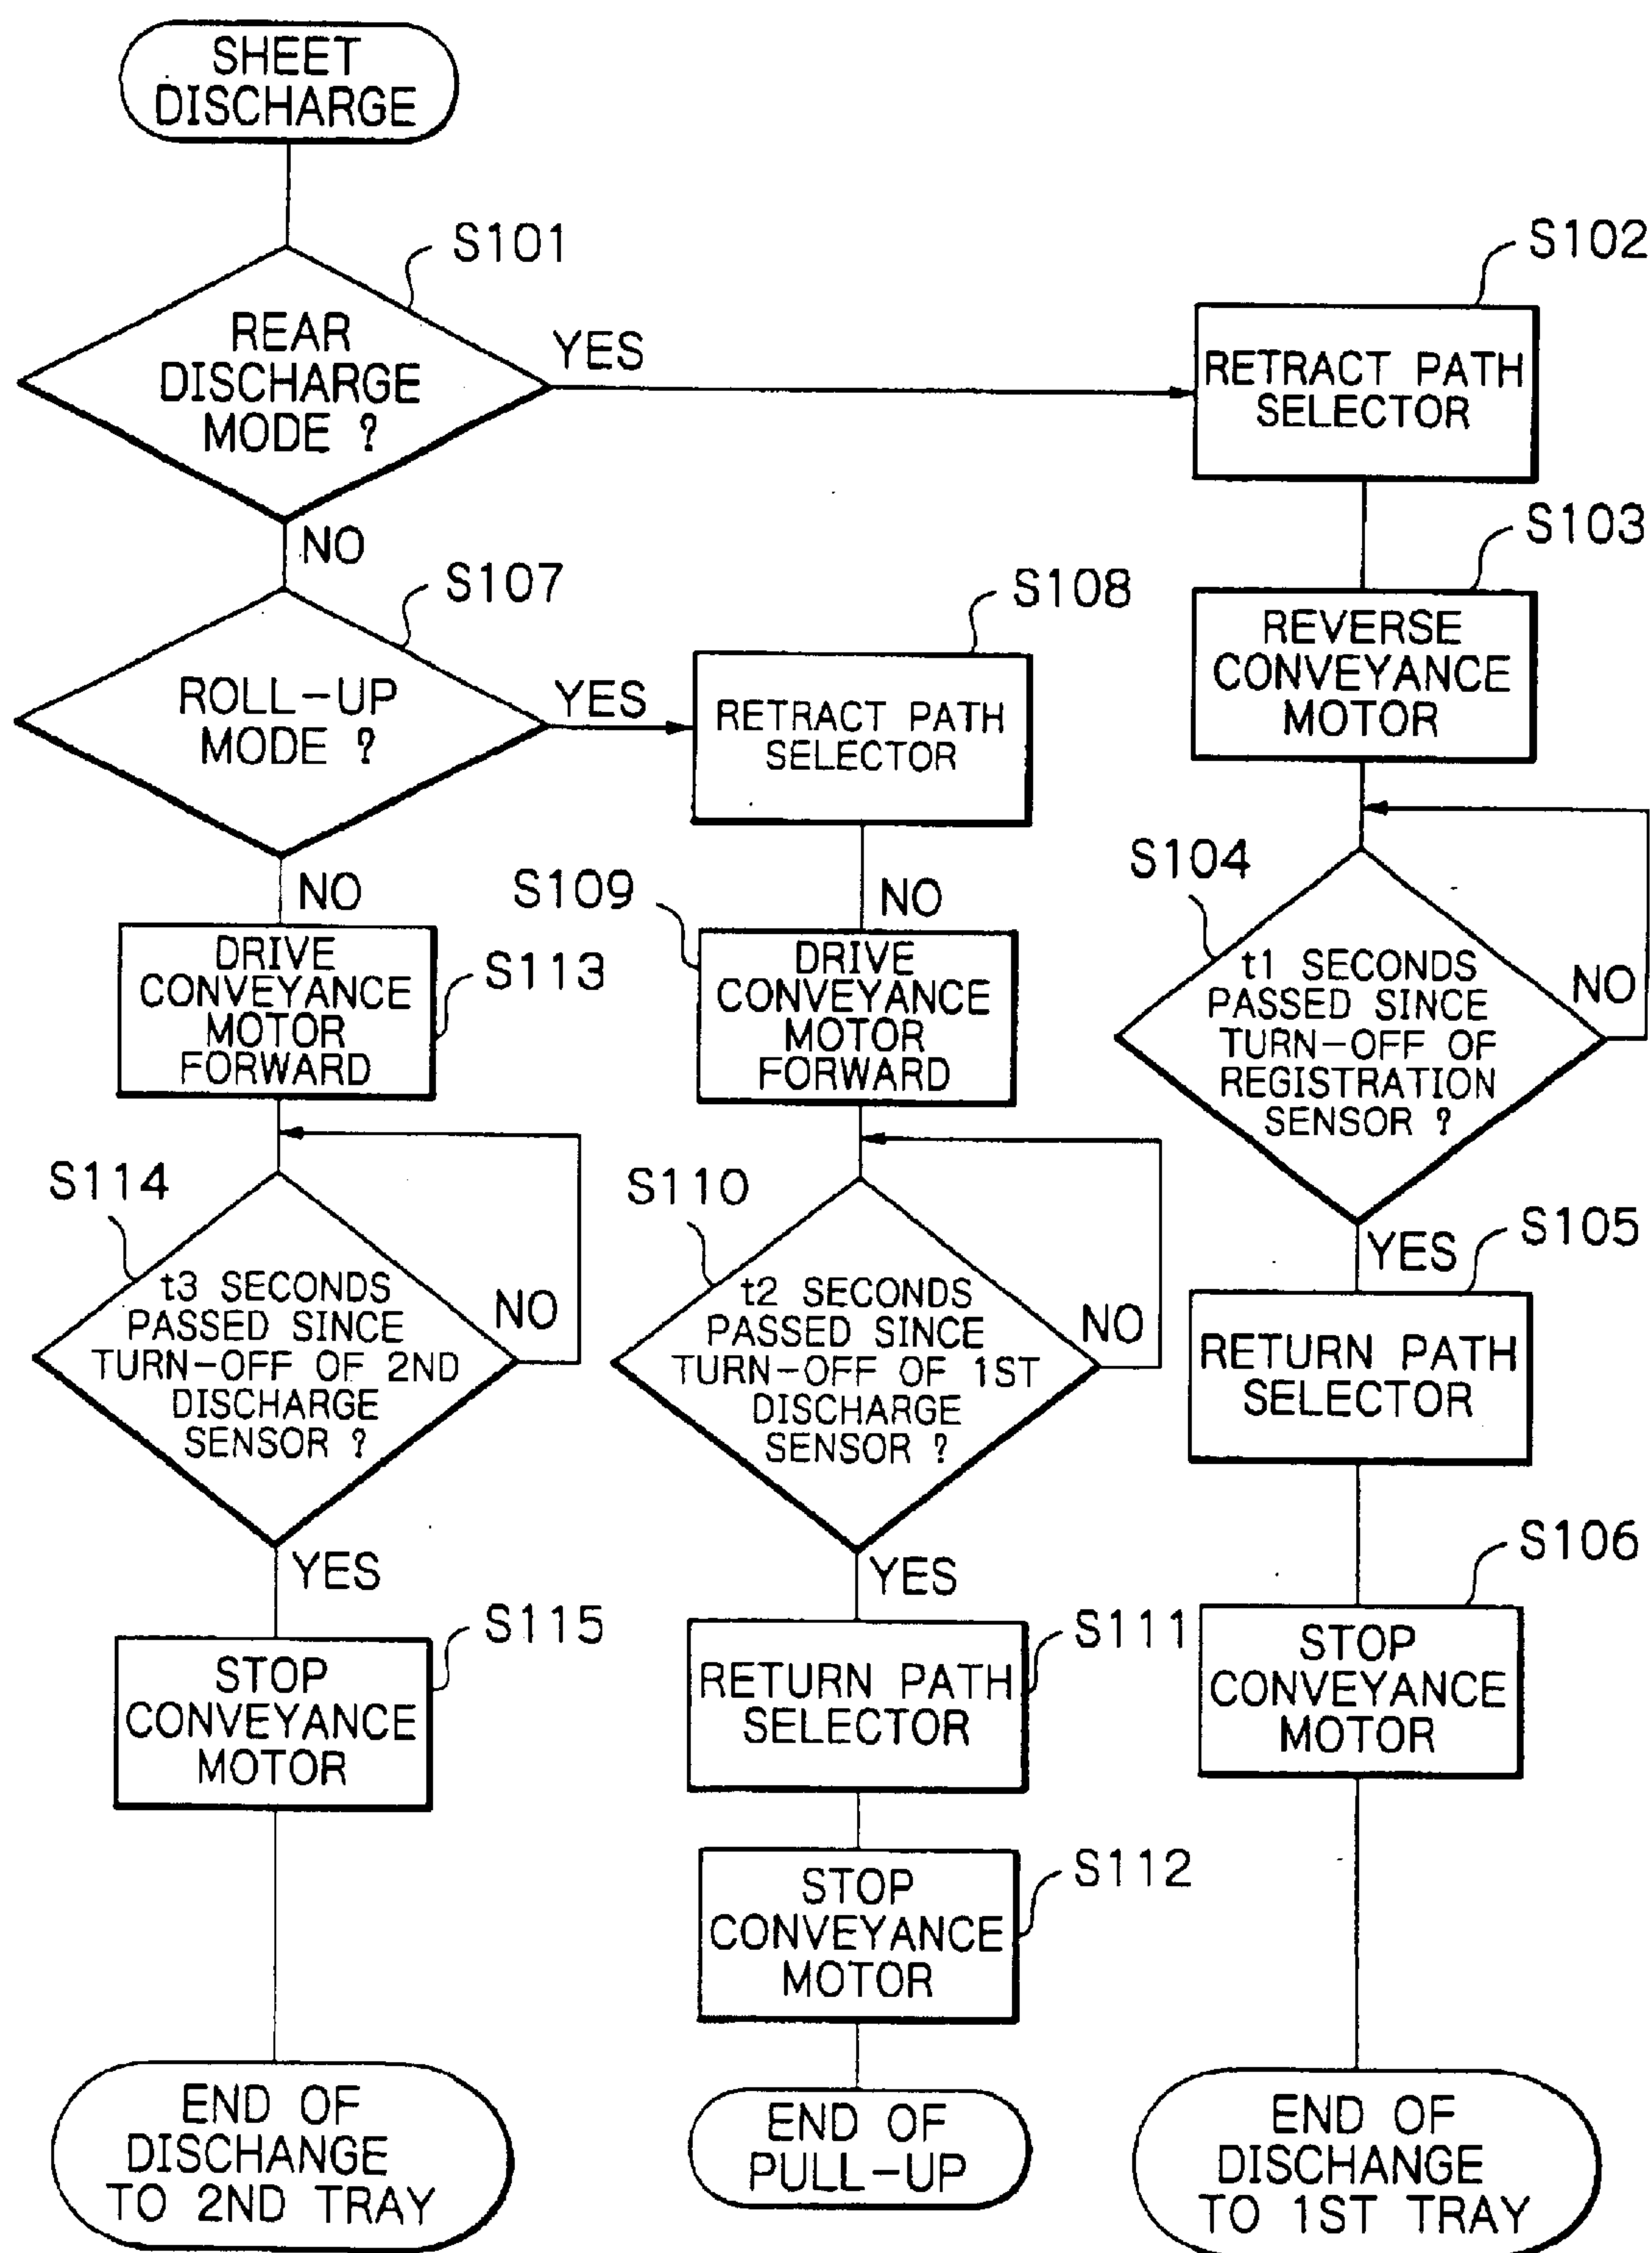 SHEET
DISCHARGE
S101
REAR
DISCHARGE
MODE ?
YES
NO
S102
RETRACT PATH
SELECTOR
S103
REVERSE
CONVEYANCE
MOTOR
S104
t1 SECONDS
PASSED SINCE
TURN-OFF OF
REGISTRATION
SENSOR ?
NO
YES
S105
RETURN PATH
SELECTOR
S106
STOP
CONVEYANCE
MOTOR
END OF
DISCHANGE
TO 1ST TRAY
S107
ROLL-UP
MODE ?
YES
NO
S108
RETRACT PATH
SELECTOR
NO
S109
DRIVE
CONVEYANCE
MOTOR
FORWARD
S110
t2 SECONDS
PASSED SINCE
TURN-OFF OF 1ST
DISCHARGE
SENSOR ?
NO
YES
S111
RETURN PATH
SELECTOR
S112
STOP
CONVEYANCE
MOTOR
END OF
PULL-UP
DRIVE
CONVEYANCE
MOTOR
FORWARD
S113
S114
t3 SECONDS
PASSED SINCE
TURN-OFF OF 2ND
DISCHARGE
SENSOR ?
NO
YES
S115
STOP
CONVEYANCE
MOTOR
END OF
DISCHANGE
TO 2ND TRAY